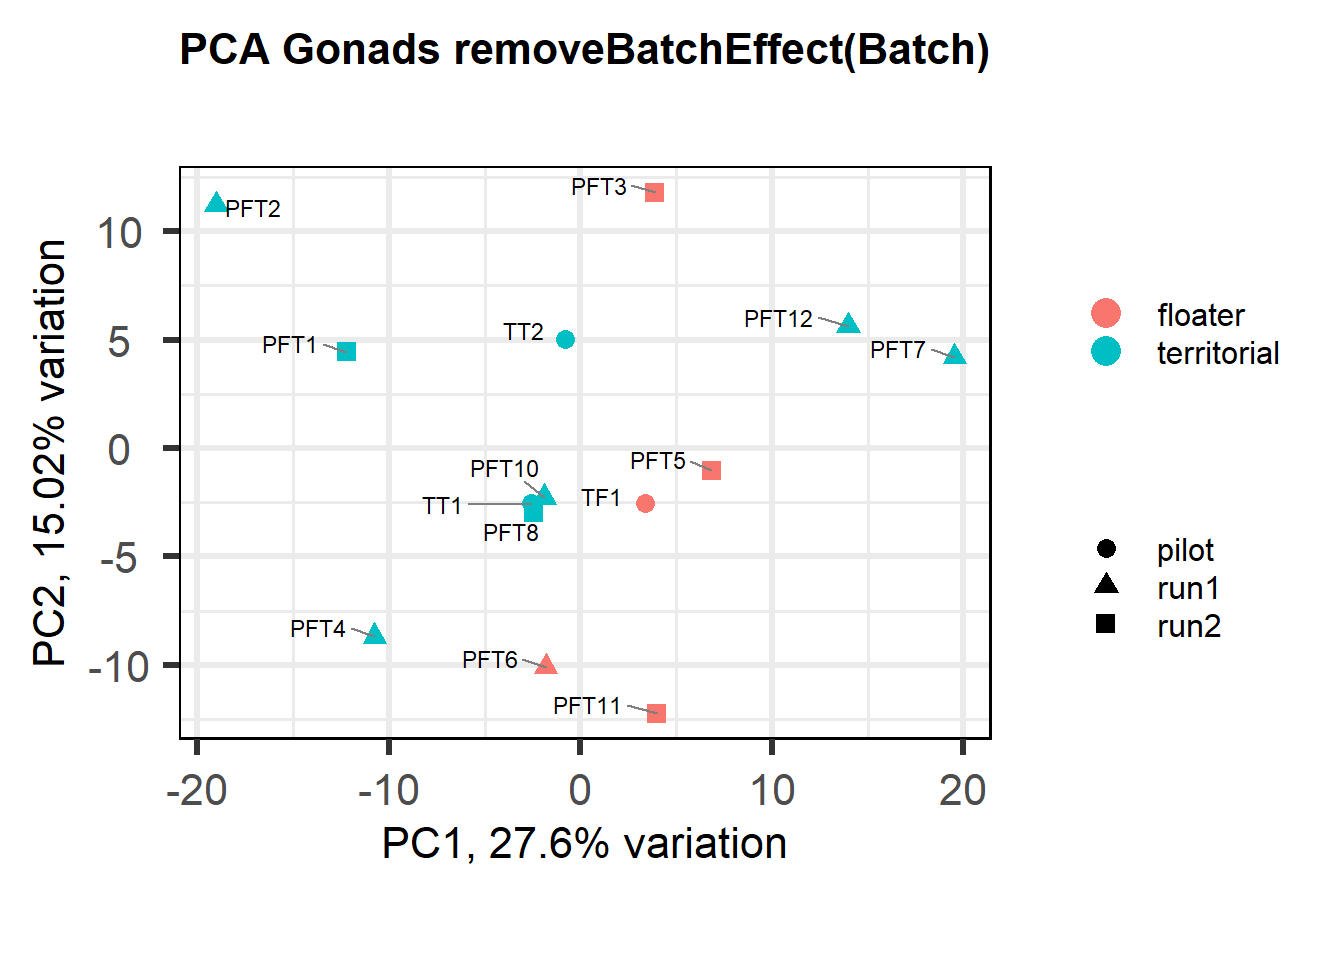 PCA Gonads removeBatchEffect(Batch)
PFT3
PFT2
10
PFT12
TT2
PFT1
PFT7
5
floater
territorial
0
PFT5
PFT10
TF1
TT1
PFT8
-5
pilot
run1
run2
PFT4
PFT6
-10
PFT11
PC2, 15.02% variation
-20 -10 0 10 20
PC1, 27.6% variation